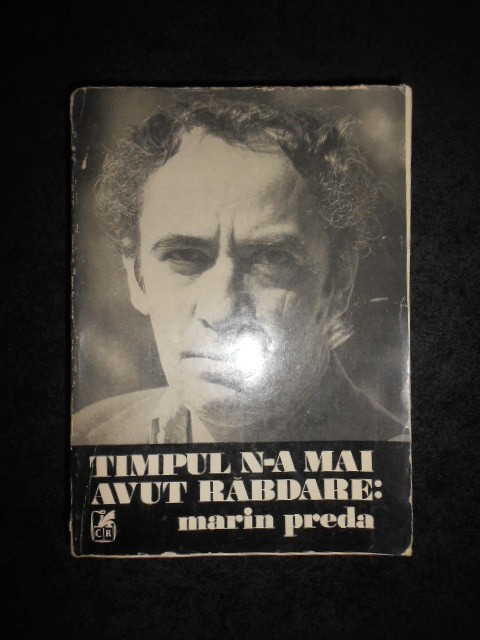 TIMPUL N-A MAI
AVUT RĂBDARE:
marin preda
CR